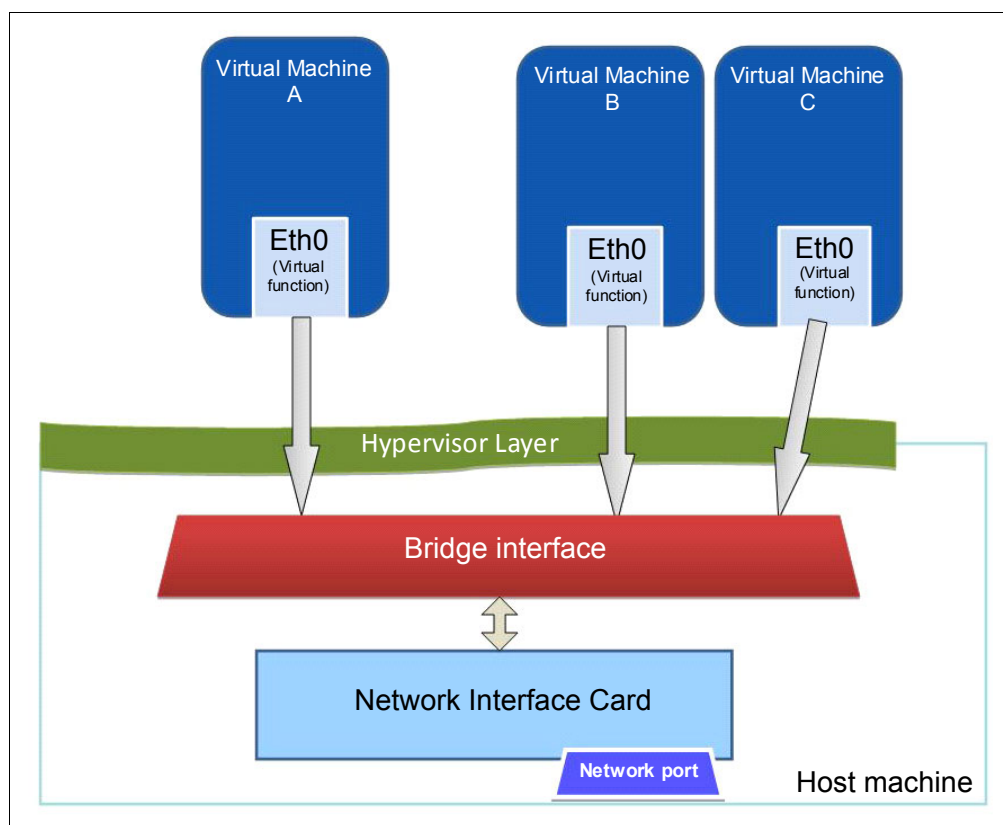 Virtual Machine
A
Virtual Machine
B
Virtual Machine
C
Eth0
(Virtual
function)
Eth0
(Virtual
function)
Eth0
(Virtual
function)
Hypervisor Layer
Bridge interface
Network Interface Card
Network port
Host machine